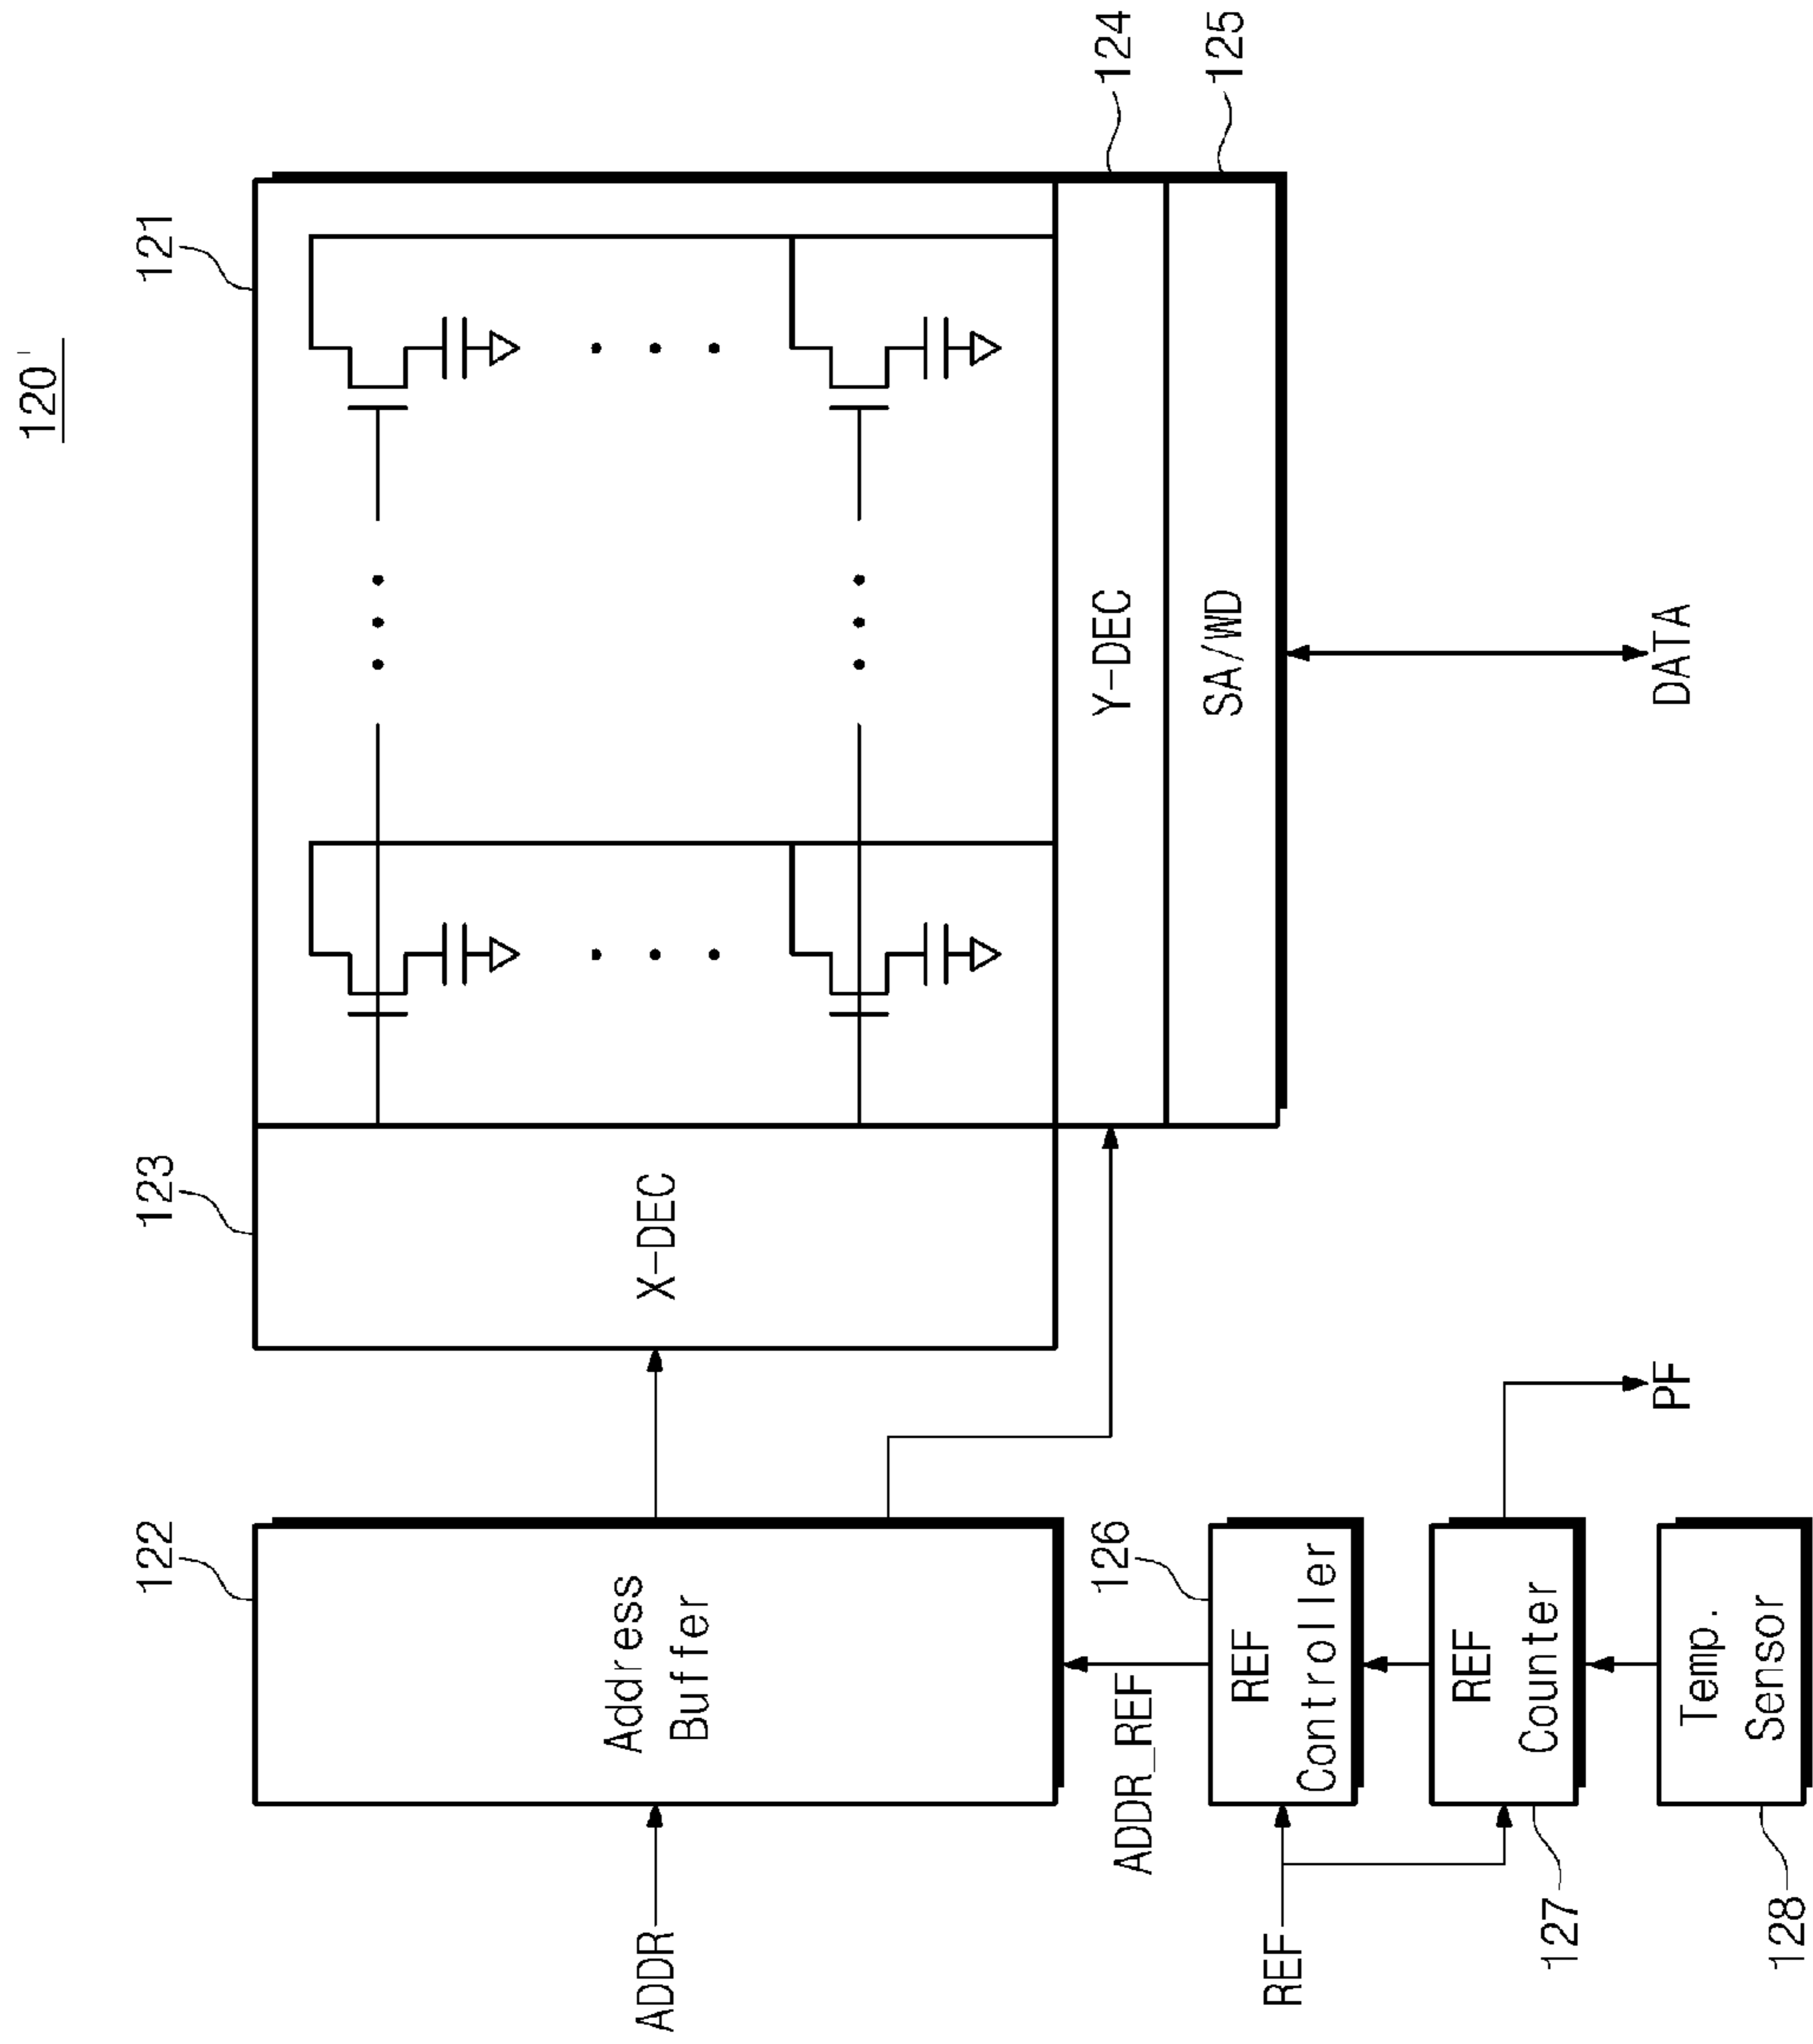 120'
121
123
122
X-DEC
Y-DEC
124
SA/WD
125
Address
Buffer
ADDR
ADDR_REF
126
REF
Controller
REF
REF
Counter
127
PF
DATA
Temp.
Sensor
128